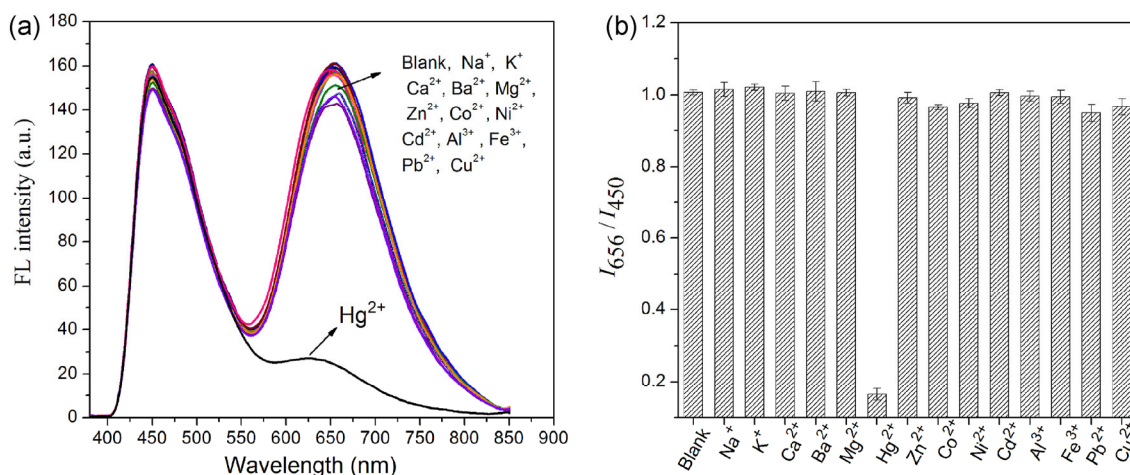 (a)
FL intensity (a.u.)
180
160
140
120
100
80
60
40
20
0
Blank, Na⁺, K⁺
Ca²⁺, Ba²⁺, Mg²⁺,
Zn²⁺, Co²⁺, Ni²⁺
Cd²⁺, Al³⁺, Fe³⁺,
Pb²⁺, Cu²⁺
Hg²⁺
400 450 500 550 600 650 700 750 800 850 900
Wavelength (nm)
(b)
I656 / I450
1.2
1.0
0.8
0.6
0.4
0.2
Blank Na⁺ K⁺ Ca²⁺ Ba²⁺ Mg²⁺ Hg²⁺ Zn²⁺ Co²⁺ Ni²⁺ Cd²⁺ Al³⁺ Fe³⁺ Pb²⁺ Cu²⁺